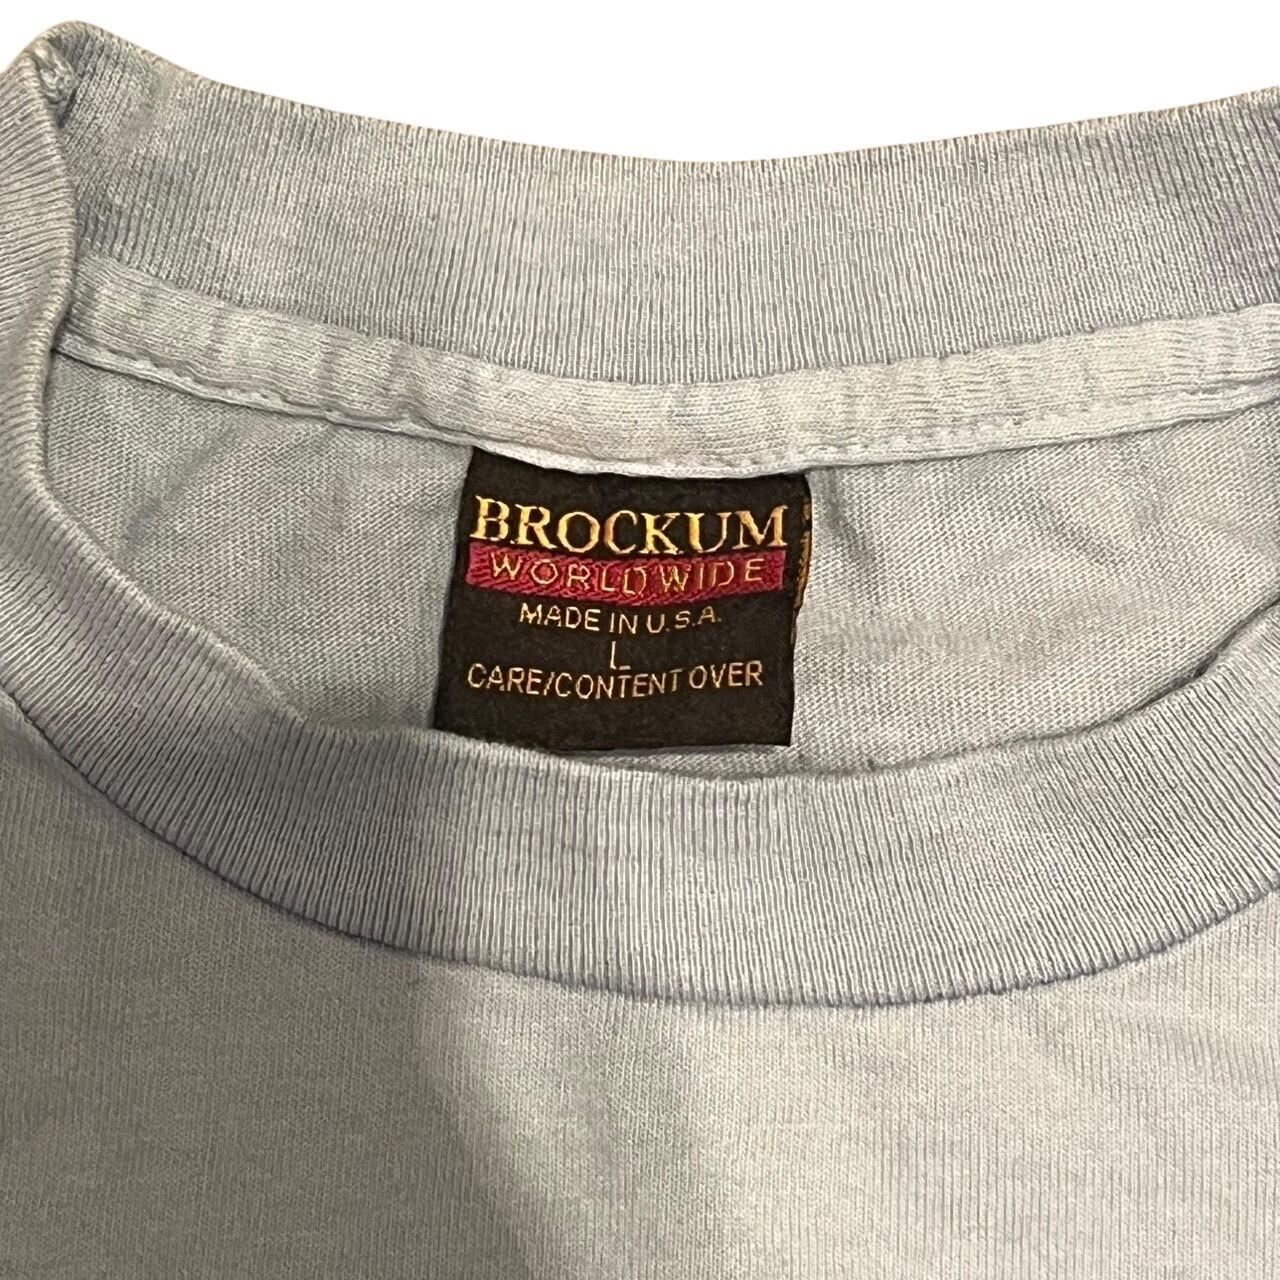 BROCKUM
WORLDWIDE
MADE IN U.S.A.
L
CARE/CONTENT OVER